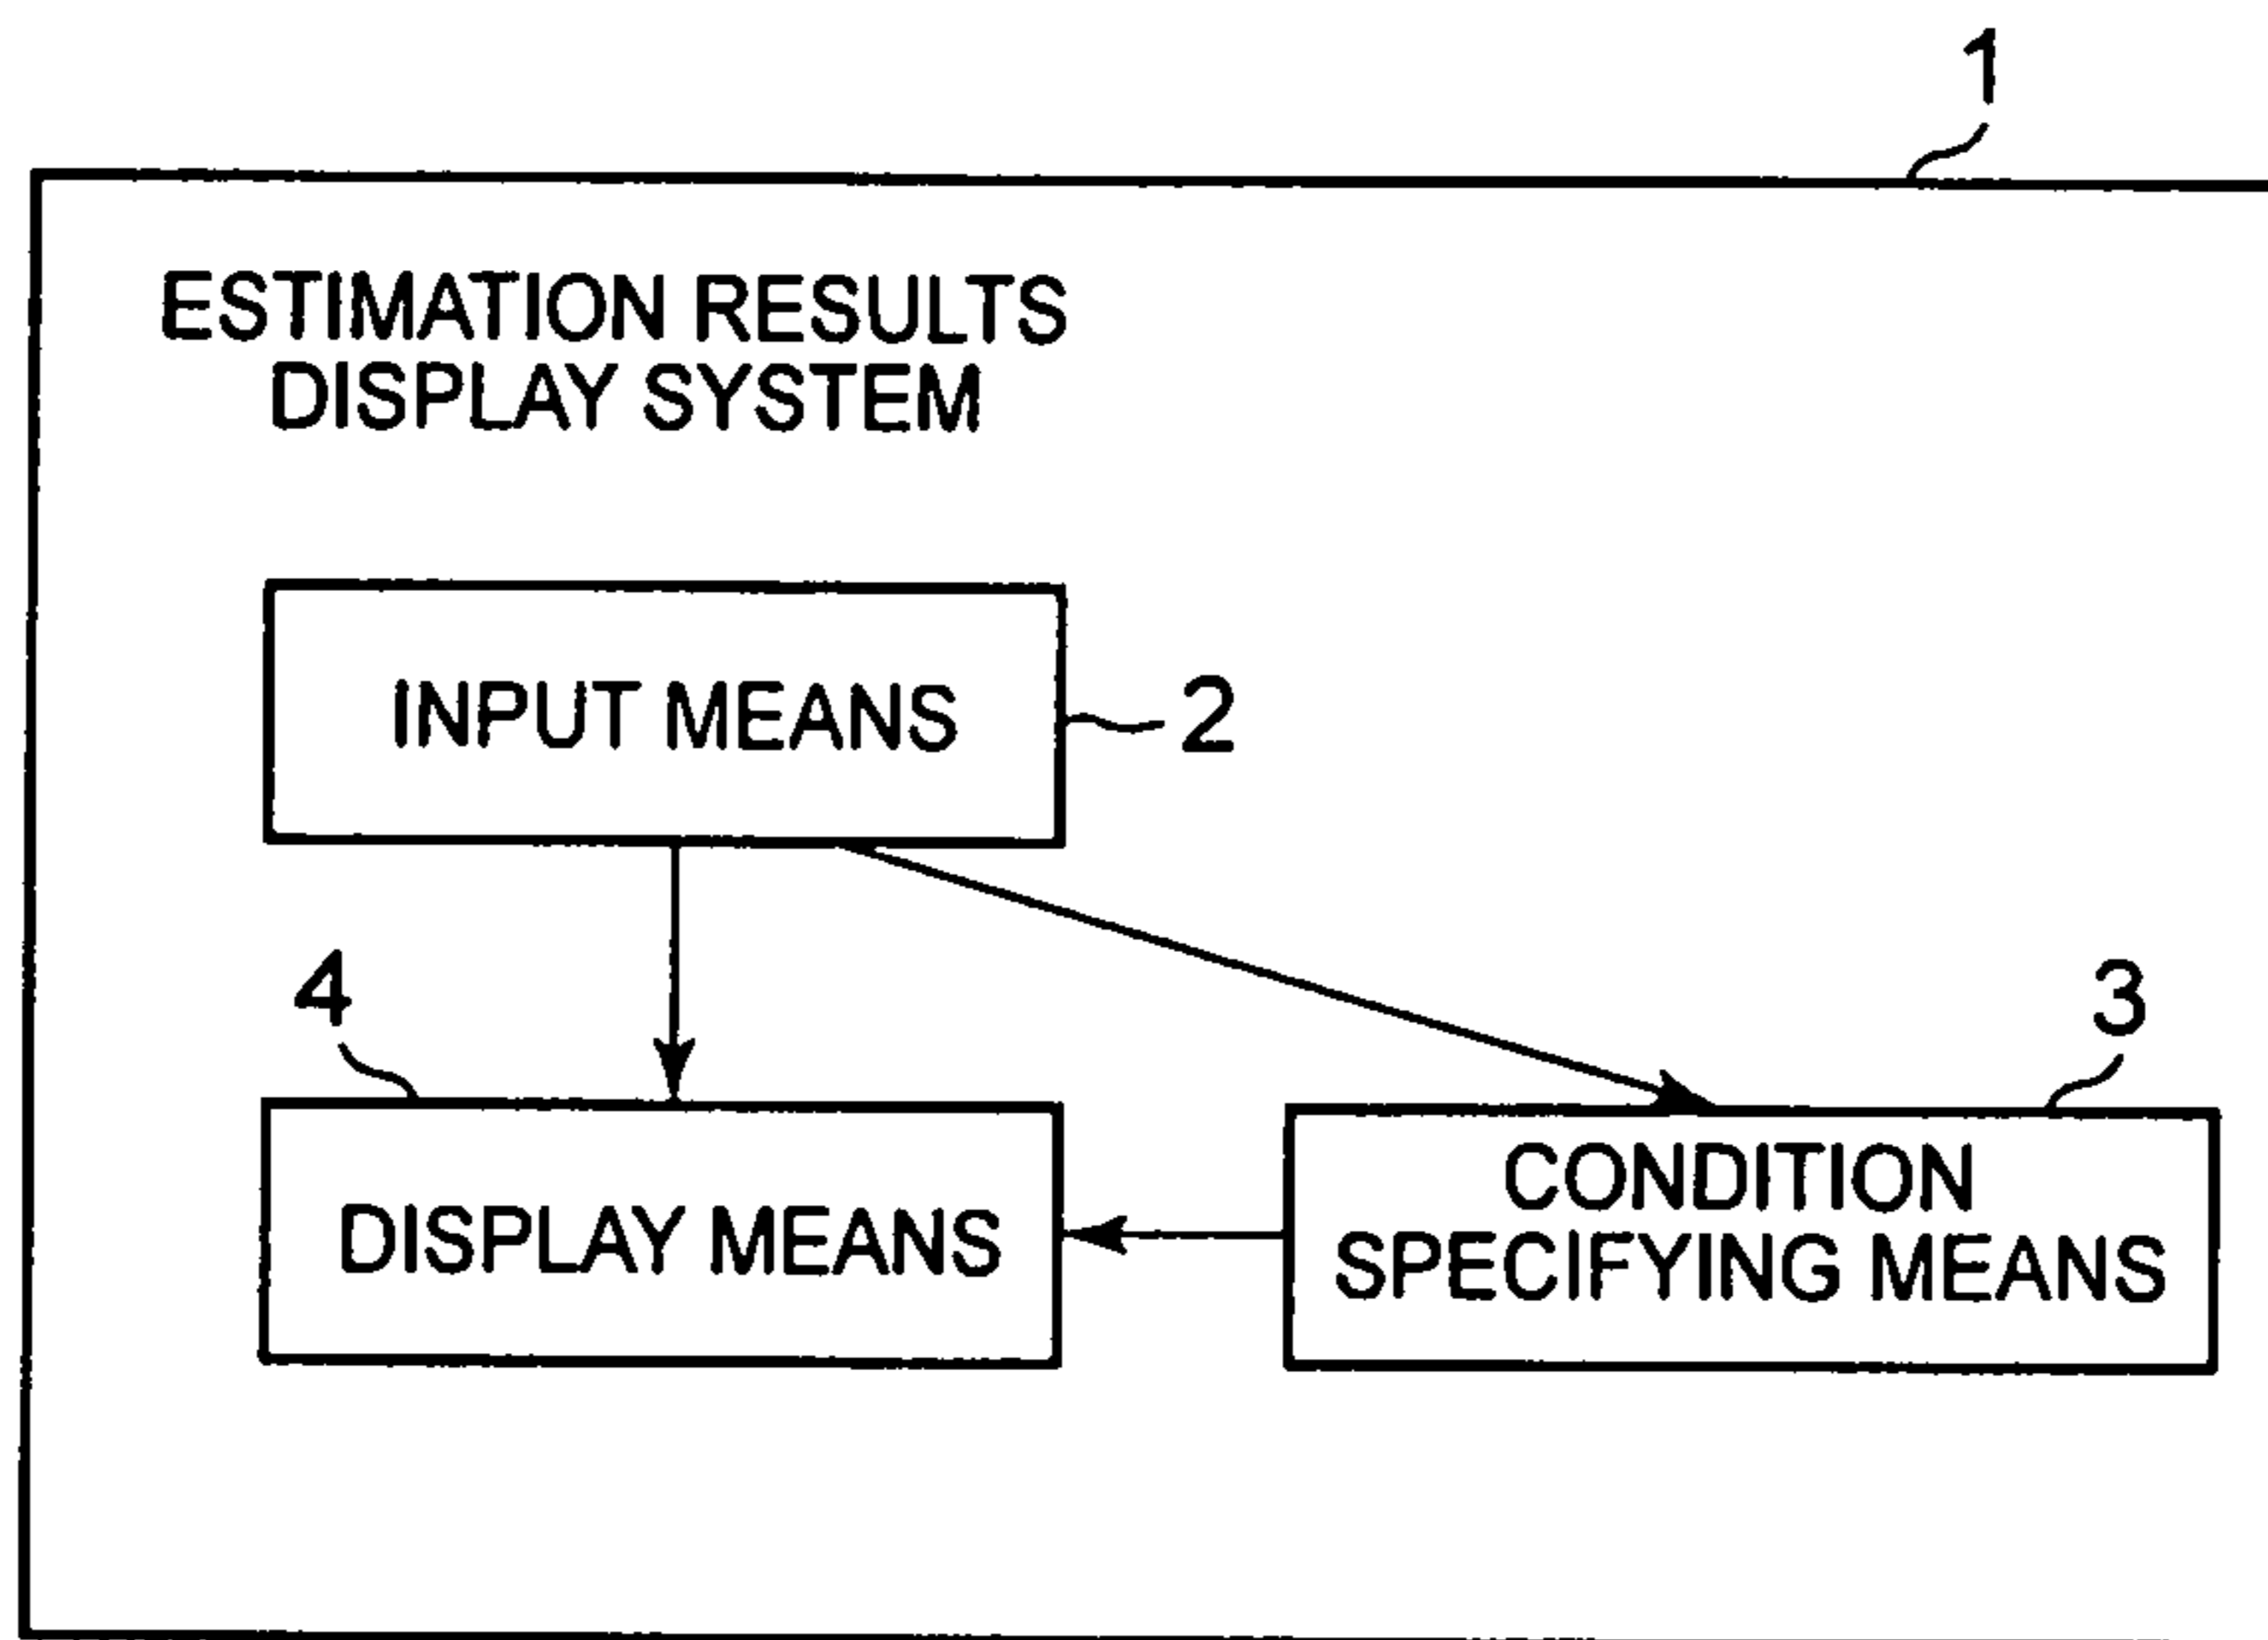 1
ESTIMATION RESULTS
DISPLAY SYSTEM
INPUT MEANS
2
4
3
DISPLAY MEANS
CONDITION
SPECIFYING MEANS